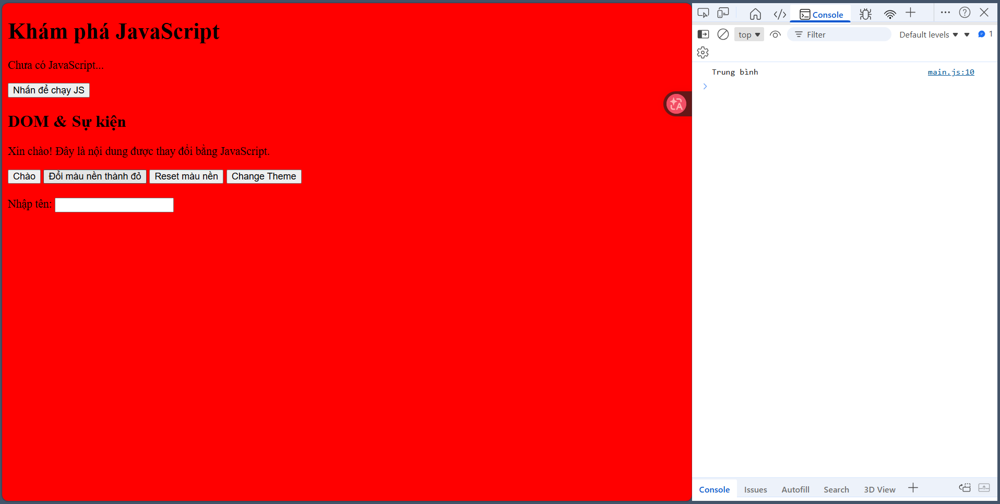 Khám phá JavaScript
Chưa có JavaScript...
Nhấn để chạy JS
DOM & Sự kiện
Xin chào! Đây là nội dung được thay đổi bằng JavaScript.
Chào Đổi màu nền thành đỏ Reset màu nền Change Theme
Nhập tên:
Console
top Filter Default levels 1
Trung bình main.js:10
Console Issues Autofill Search 3D View